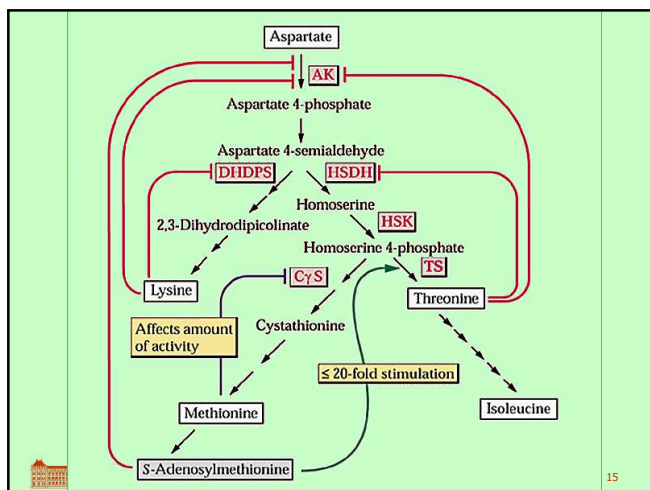 Aspartate
AK
Aspartate 4-phosphate
Aspartate 4-semialdehyde
DHDPS
HSDH
Homoserine
2,3-Dihydrodipicolinate
HSK
Homoserine 4-phosphate
CγS
TS
Lysine
Threonine
Cystathionine
Affects amount
of activity
≤ 20-fold stimulation
Methionine
Isoleucine
S-Adenosylmethionine
15